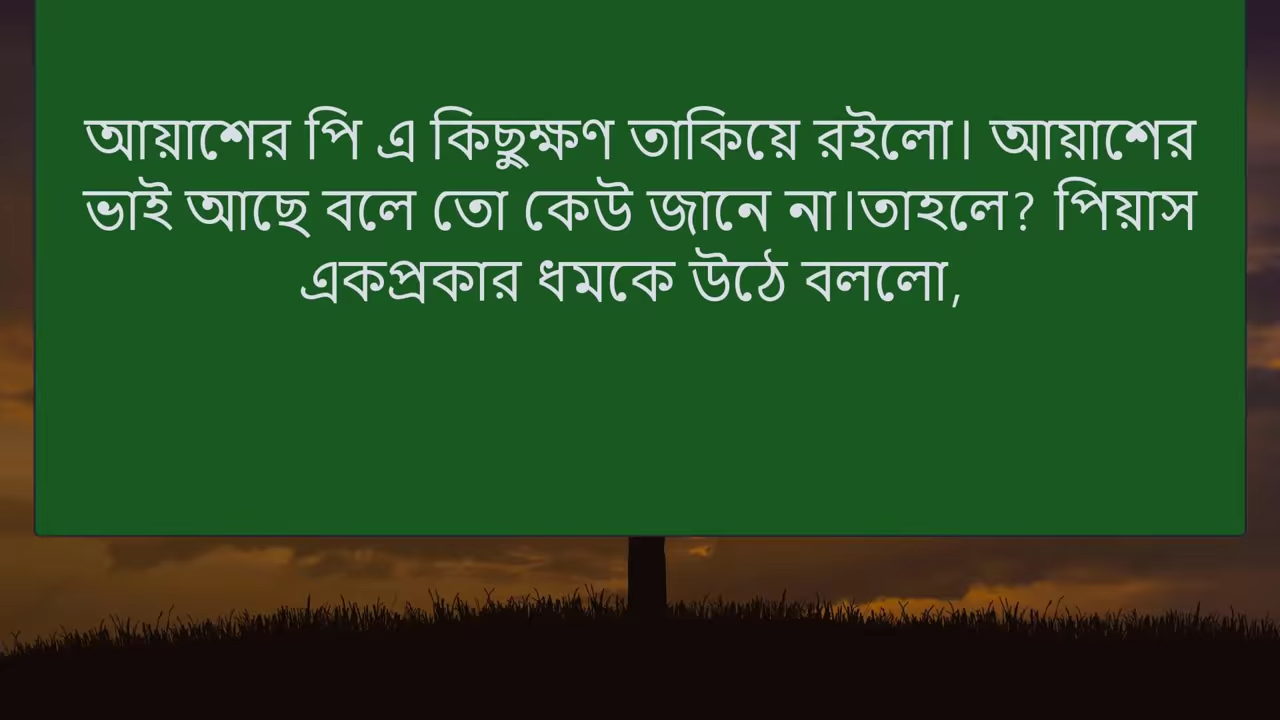 আয়াশের পি এ কিছুক্ষণ তাকিয়ে রইলো। আয়াশের
ভাই আছে বলে তো কেউ জানে না।তাহলে? পিয়াস
একপ্রকার ধমকে উঠে বললো,